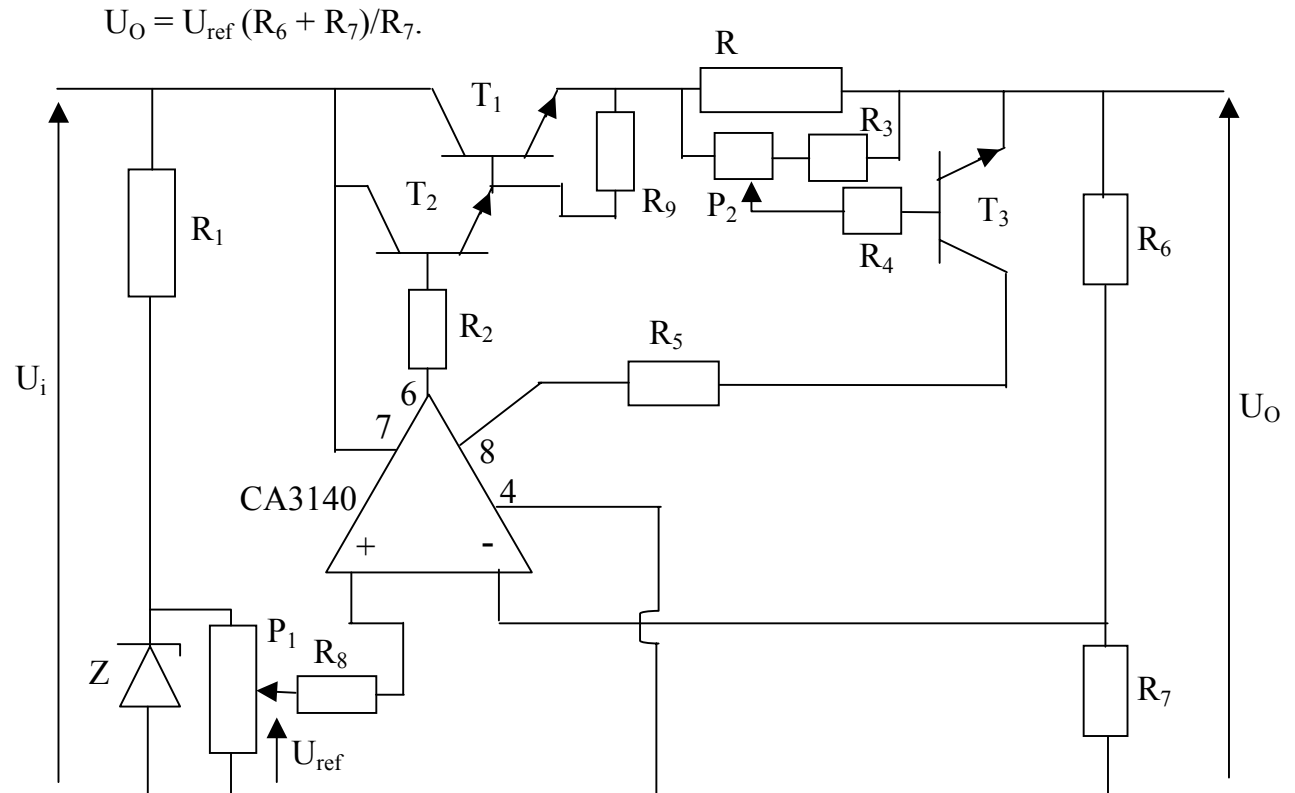 U_O = U_ref (R_6 + R_7)/R_7.
R
T_1
R_3
T_2
R_9
P_2
T_3
R_1
R_4
R_6
R_2
R_5
U_i
6
U_O
7
8
CA3140
4
+ -
P_1
R_8
Z
R_7
U_ref